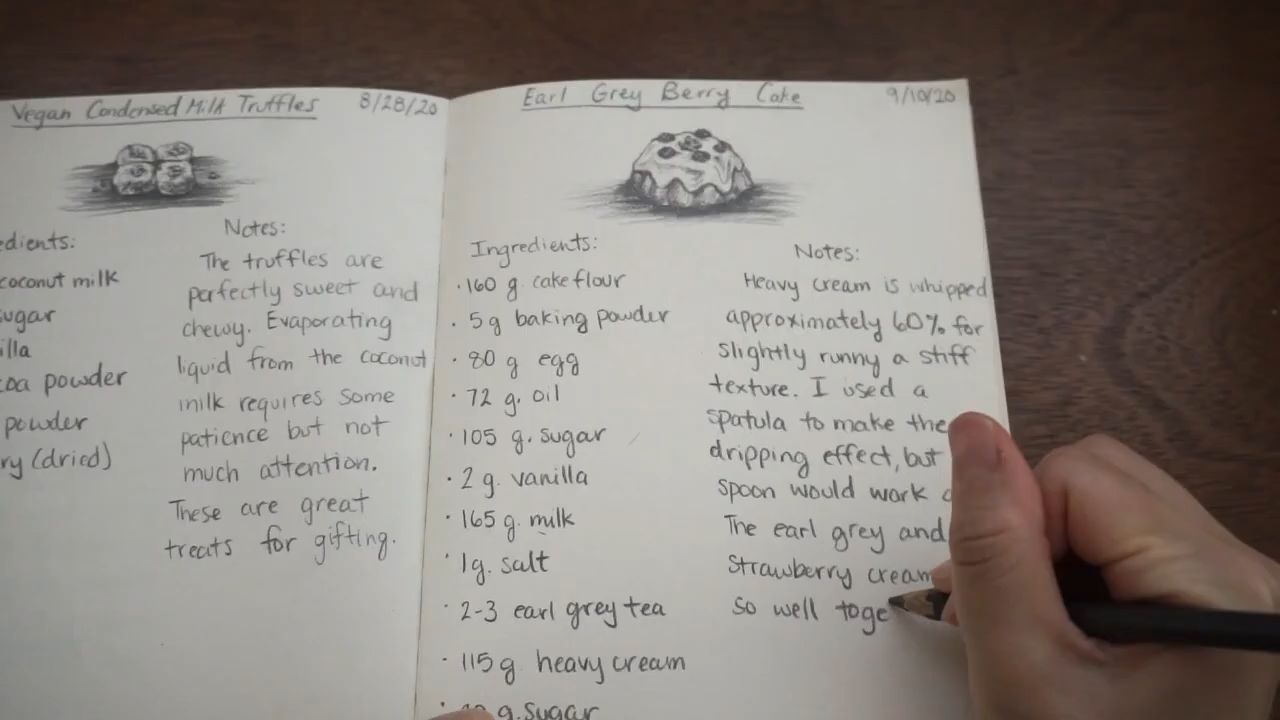 Vegan Condensed Milk Truffles 8/28/20
edients:
coconut milk
sugar
illa
coa powder
powder
ry (dried)
Notes:
The truffles are
perfectly sweet and
chewy. Evaporating
liquid from the coconut
milk requires some
patience but not
much attention.
These are great
treats for gifting.
Earl Grey Berry Cake 9/10/20
Ingredients:
· 160 g. cake flour
· 5g baking powder
· 80 g egg
· 72 g. oil
· 105 g. sugar
· 2 g. vanilla
· 165 g. milk
· 1g. salt
· 2-3 earl grey tea
· 115 g. heavy cream
g. sugar
Notes:
Heavy cream is whipped
approximately 60% for
slightly runny a stiff
texture. I used a
spatula to make the
dripping effect, but
spoon would work
The earl grey and
strawberry cream
so well toge